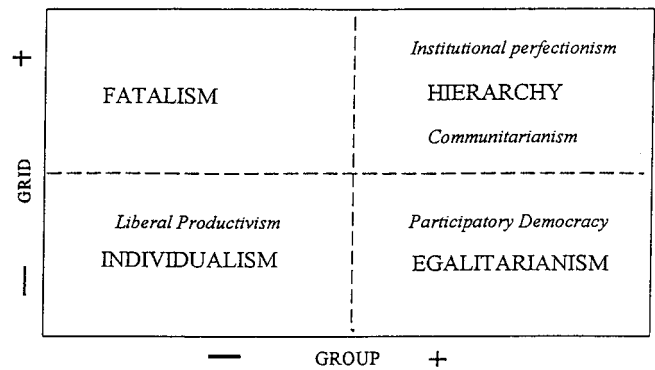 +
Institutional perfectionism
FATALISM
HIERARCHY
Communitarianism
GRID
Liberal Productivism
Participatory Democracy
INDIVIDUALISM
EGALITARIANISM
—
— GROUP +